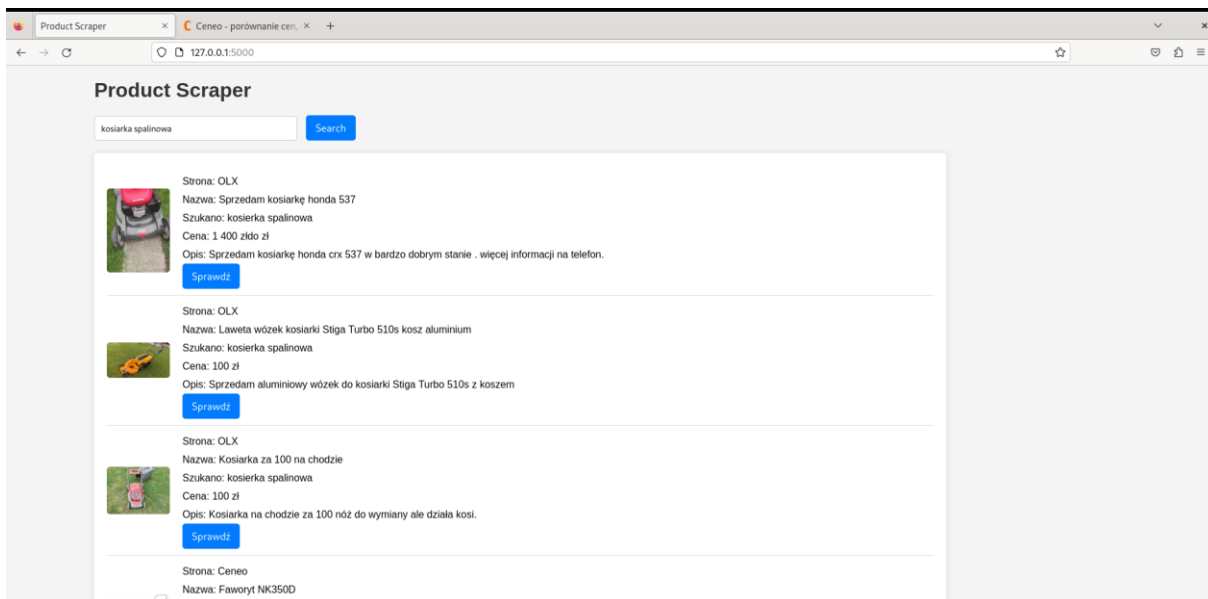 Product Scraper
Ceneo - porównanie cen,
127.0.0.1:5000
Product Scraper
kosiarka spalinowa
Search
Strona: OLX
Nazwa: Sprzedam kosiarkę honda 537
Szukano: kosierka spalinowa
Cena: 1 400 złdo zł
Opis: Sprzedam kosiarkę honda crx 537 w bardzo dobrym stanie . więcej informacji na telefon.
Sprawdź
Strona: OLX
Nazwa: Laweta wózek kosiarki Stiga Turbo 510s kosz aluminium
Szukano: kosierka spalinowa
Cena: 100 zł
Opis: Sprzedam aluminiowy wózek do kosiarki Stiga Turbo 510s z koszem
Sprawdź
Strona: OLX
Nazwa: Kosiarka za 100 na chodzie
Szukano: kosierka spalinowa
Cena: 100 zł
Opis: Kosiarka na chodzie za 100 nóż do wymiany ale działa kosi.
Sprawdź
Strona: Ceneo
Nazwa: Faworyt NK350D